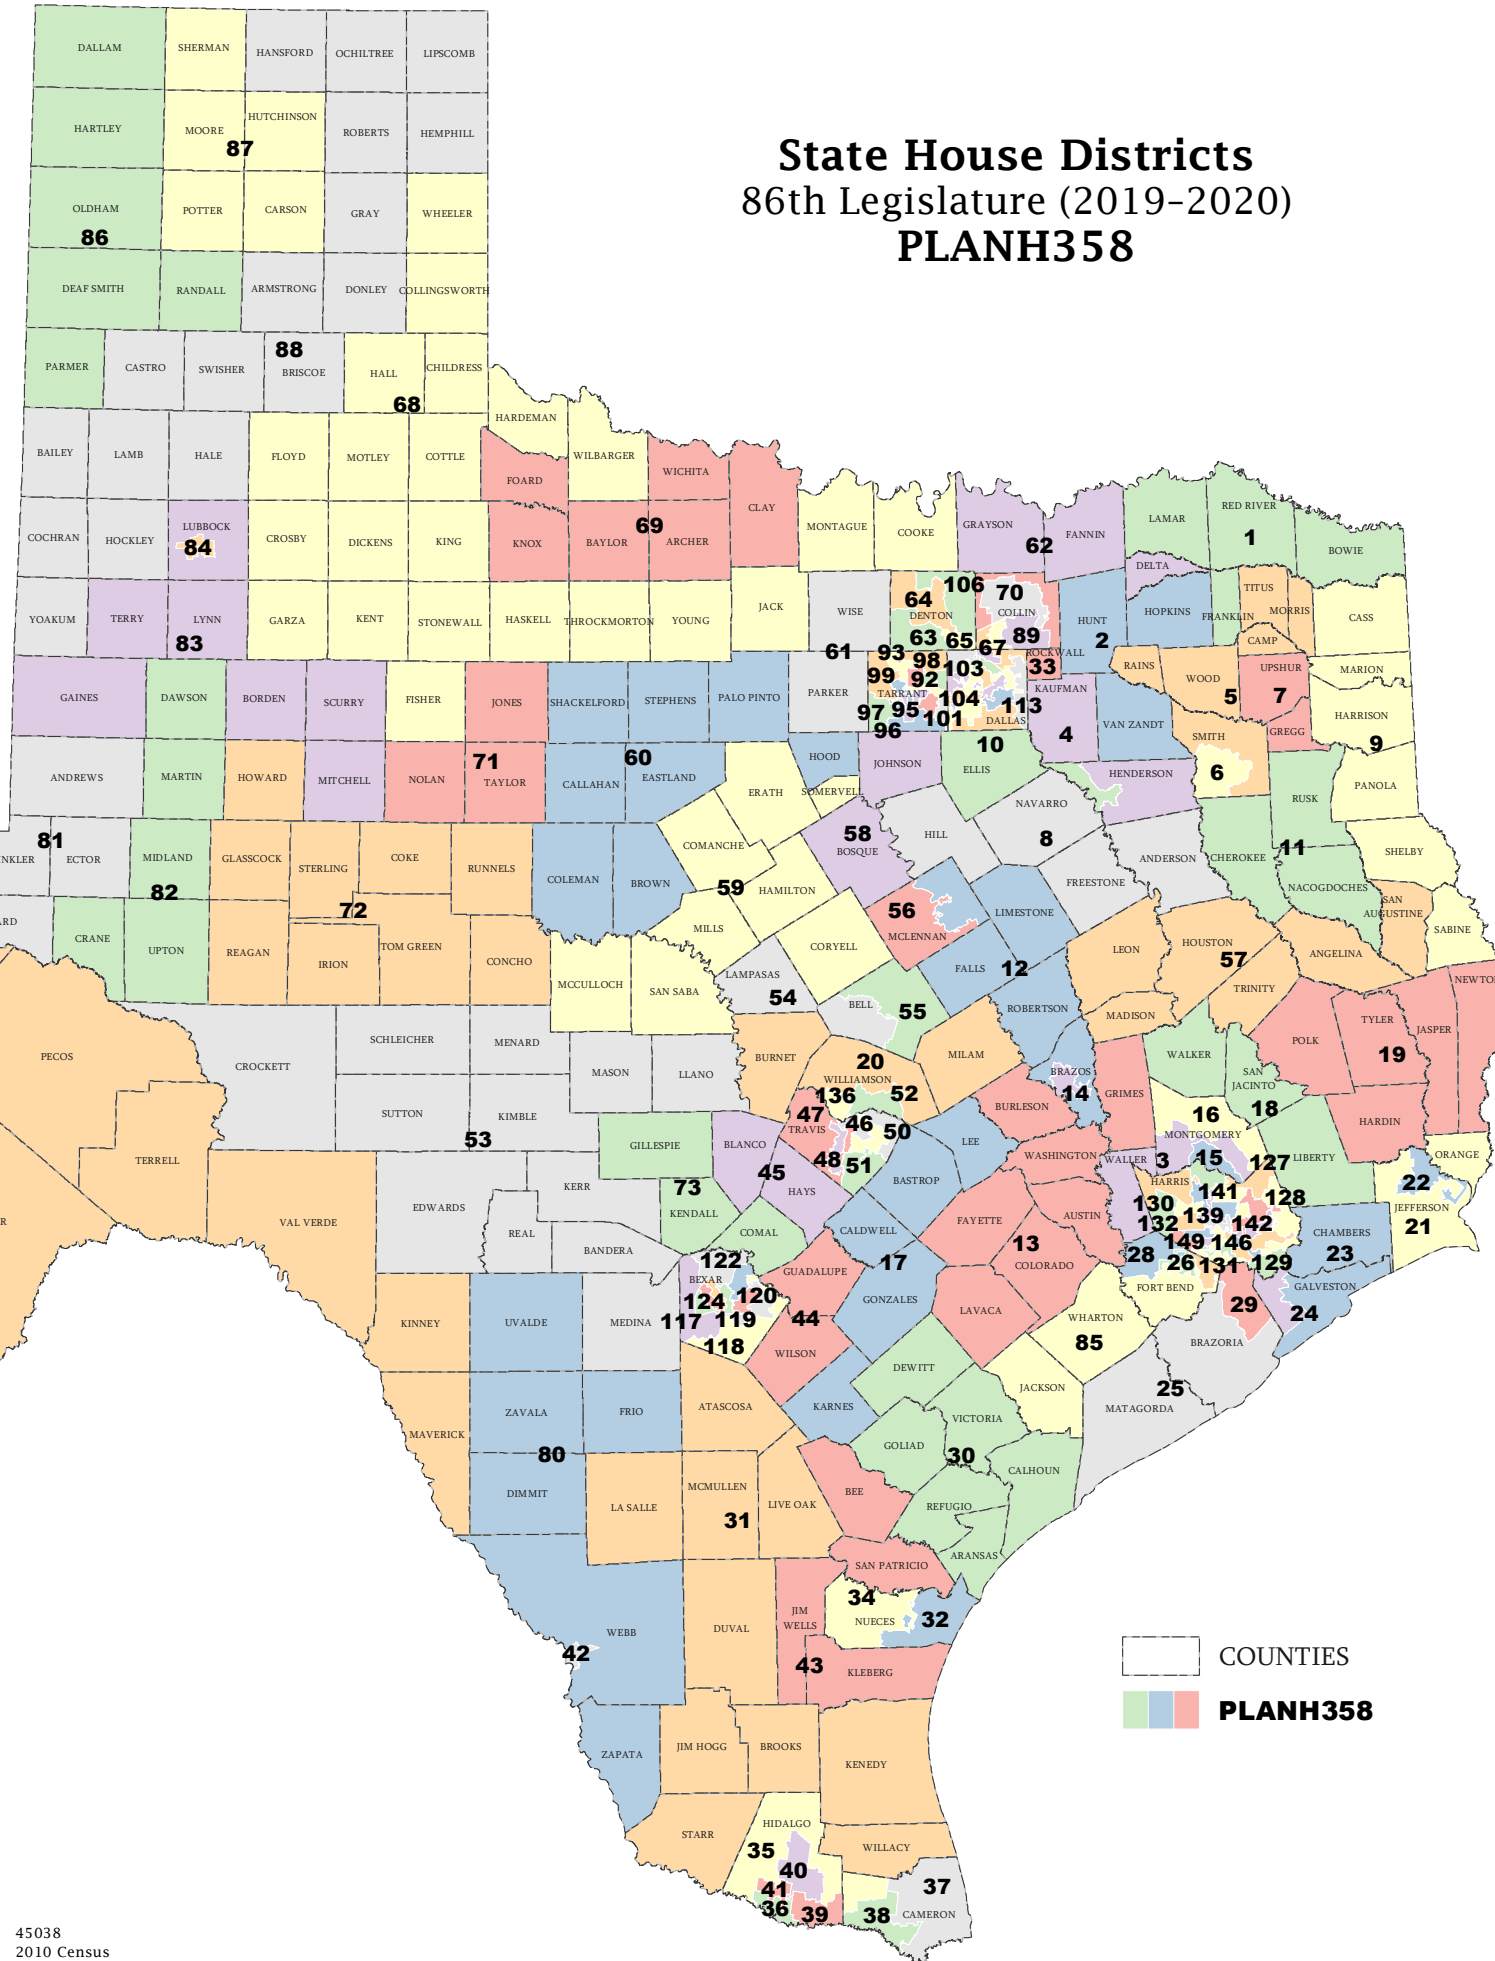 State House Districts
86th Legislature (2019-2020)
PLANH358
DALLAM
SHERMAN
HANSFORD
OCHILTREE
LIPSCOMB
HARTLEY
MOORE
HUTCHINSON
ROBERTS
HEMPHILL
87
OLDHAM
POTTER
CARSON
GRAY
WHEELER
86
DEAF SMITH
RANDALL
ARMSTRONG
DONLEY
COLLINGSWORTH
88
PARMER
CASTRO
SWISHER
BRISCOE
HALL
CHILDRESS
68
HARDEMAN
BAILEY
LAMB
HALE
FLOYD
MOTLEY
COTTLE
FOARD
WILBARGER
WICHITA
COCHRAN
HOCKLEY
LUBBOCK
84
CROSBY
DICKENS
KING
KNOX
BAYLOR
69
ARCHER
CLAY
MONTAGUE
COOKE
GRAYSON
62
FANNIN
LAMAR
RED RIVER
1
BOWIE
DELTA
YOAKUM
TERRY
LYNN
83
GARZA
KENT
STONEWALL
HASKELL
THROCKMORTON
YOUNG
JACK
WISE
61
64
106
DENTON
63
65
70
COLLIN
67
89
HUNT
2
HOPKINS
FRANKLIN
TITUS
MORRIS
CAMP
CASS
MARION
ROCKWALL
33
RAINS
WOOD
5
UPSHUR
7
GREGG
HARRISON
9
GAINES
DAWSON
BORDEN
SCURRY
FISHER
JONES
SHACKELFORD
STEPHENS
PALO PINTO
PARKER
93
98
99
92
TARRANT
97
95
96
101
103
104
113
DALLAS
KAUFMAN
4
VAN ZANDT
SMITH
6
ANDREWS
MARTIN
HOWARD
MITCHELL
NOLAN
71
TAYLOR
CALLAHAN
60
EASTLAND
ERATH
HOOD
SOMERVELL
JOHNSON
10
ELLIS
HENDERSON
NAVARRO
8
RUSK
PANOLA
81
NKLER
ECTOR
MIDLAND
82
GLASSCOCK
STERLING
COKE
RUNNELS
COLEMAN
BROWN
COMANCHE
59
HAMILTON
58
BOSQUE
HILL
FREESTONE
ANDERSON
CHEROKEE
11
NACOGDOCHES
SHELBY
ARD
CRANE
UPTON
REAGAN
72
IRION
TOM GREEN
CONCHO
MCCULLOCH
SAN SABA
MILLS
LAMPASAS
54
CORYELL
56
MCLENNAN
LIMESTONE
FALLS
12
LEON
HOUSTON
57
TRINITY
ANGELINA
SAN
AUGUSTINE
SABINE
BELL
55
ROBERTSON
MADISON
POLK
TYLER
19
JASPER
NEWTO
PECOS
CROCKETT
SCHLEICHER
MENARD
MASON
LLANO
BURNET
20
WILLIAMSON
136
52
MILAM
BRAZOS
14
GRIMES
WALKER
SAN
JACINTO
18
HARDIN
SUTTON
KIMBLE
53
GILLESPIE
BLANCO
47
TRAVIS
46
50
48
51
LEE
BURLESON
WASHINGTON
16
MONTGOMERY
WALLER
3
15
127
LIBERTY
ORANGE
TERRELL
VAL VERDE
EDWARDS
KERR
73
KENDALL
45
HAYS
BASTROP
FAYETTE
AUSTIN
HARRIS
130
141
128
132
139
142
22
JEFFERSON
21
R
REAL
BANDERA
COMAL
CALDWELL
17
13
COLORADO
28
149
146
26
131
129
CHAMBERS
23
KINNEY
UVALDE
MEDINA
122
BEXAR
124
120
117
119
118
GUADALUPE
44
GONZALES
LAVACA
FORT BEND
29
GALVESTON
24
WILSON
WHARTON
85
BRAZORIA
MAVERICK
ZAVALA
FRIO
ATASCOSA
KARNES
DEWITT
JACKSON
25
MATAGORDA
80
DIMMIT
LA SALLE
MCMULLEN
31
LIVE OAK
BEE
GOLIAD
VICTORIA
30
CALHOUN
REFUGIO
ARANSAS
SAN PATRICIO
WEBB
42
DUVAL
JIM
WELLS
34
NUECES
32
43
KLEBERG
ZAPATA
JIM HOGG
BROOKS
KENEDY
STARR
HIDALGO
35
40
41
36
39
WILLACY
37
38
CAMERON
COUNTIES
PLANH358
45038
2010 Census